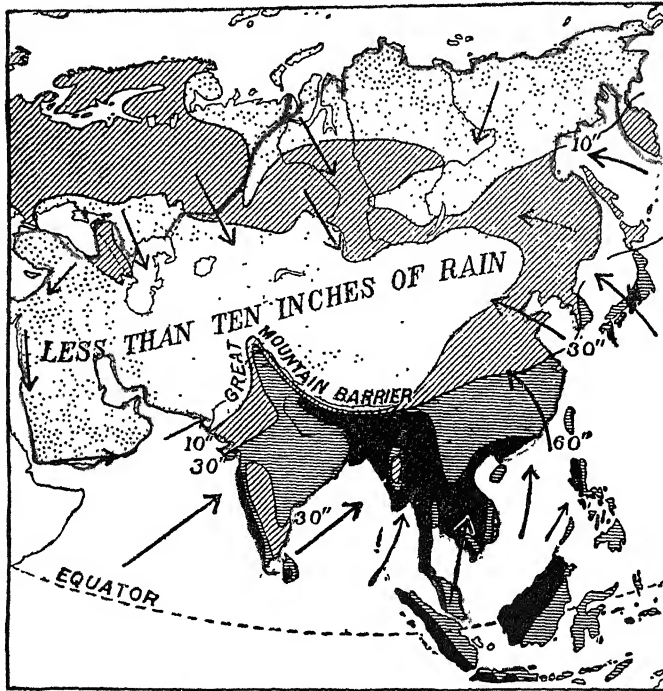 10"
LESS THAN TEN INCHES OF RAIN
GREAT MOUNTAIN BARRIER
30"
10"
30"
60"
30"
EQUATOR